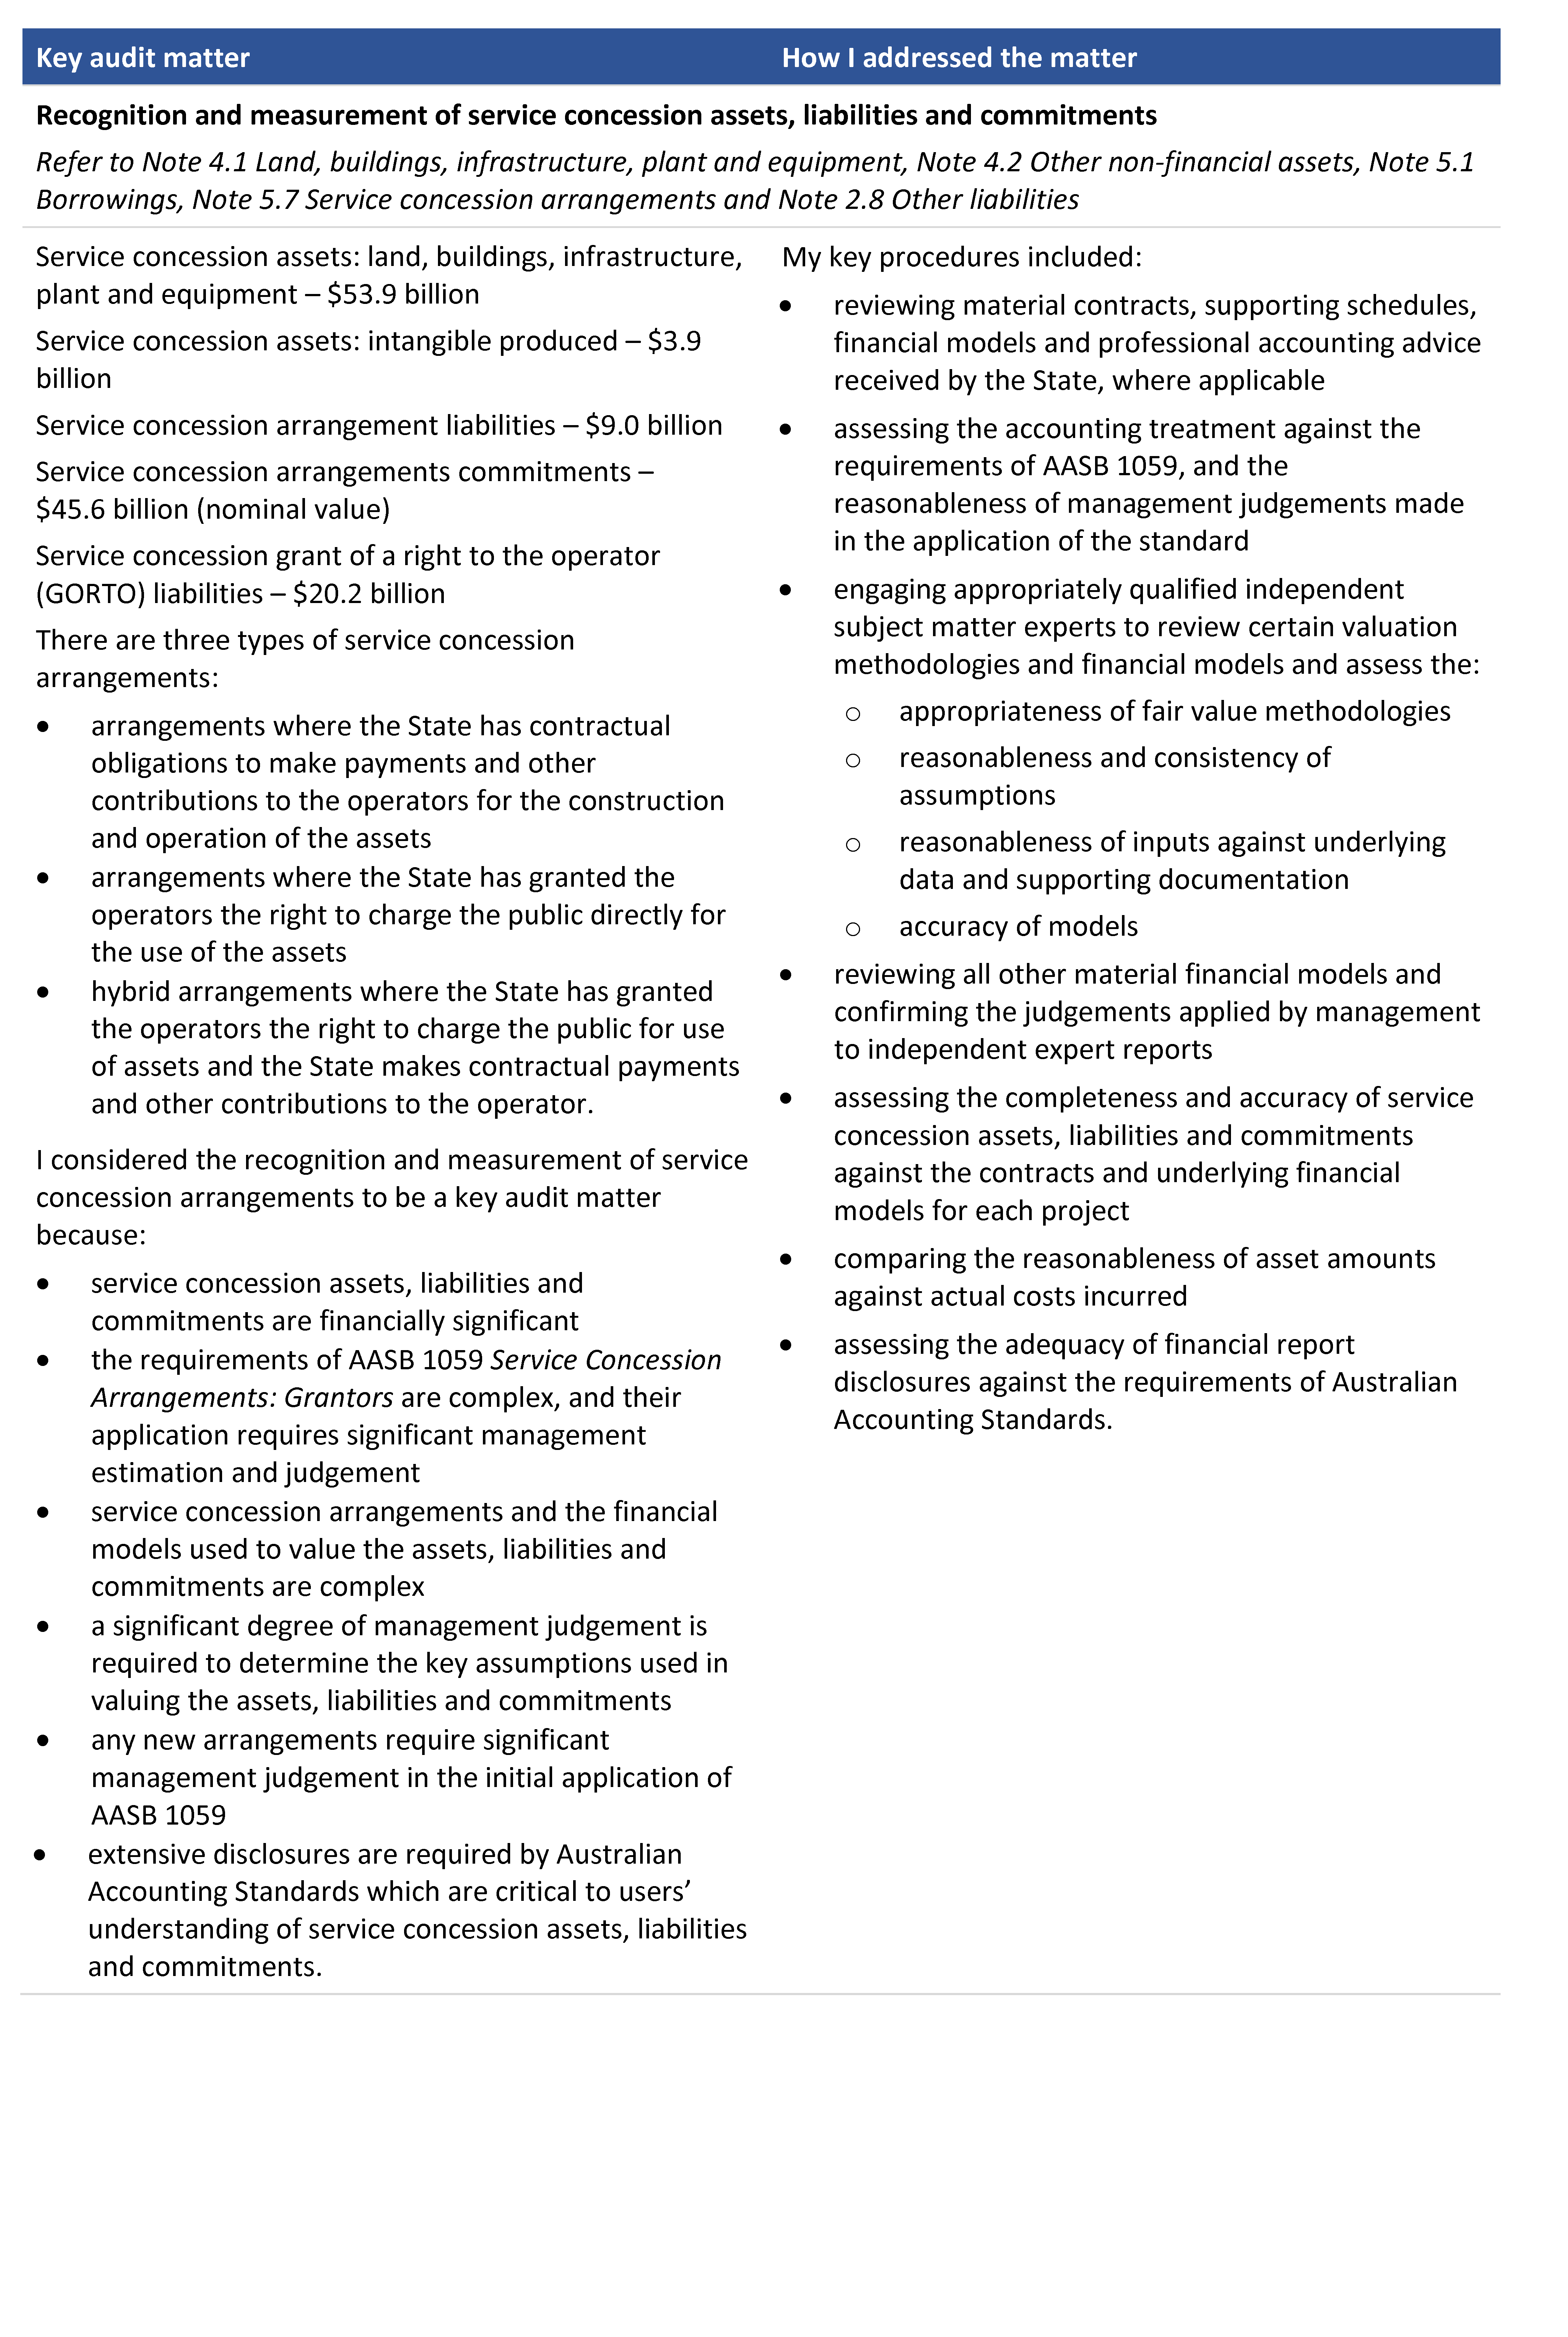 Key audit matter
How I addressed the matter
Recognition and measurement of service concession assets, liabilities and commitments
Refer to Note 4.1 Land, buildings, infrastructure, plant and equipment, Note 4.2 Other non-financial assets, Note 5.1
Borrowings, Note 5.7 Service concession arrangements and Note 2.8 Other liabilities
Service concession assets: land, buildings, infrastructure,
plant and equipment – $53.9 billion
Service concession assets: intangible produced – $3.9
billion
Service concession arrangement liabilities – $9.0 billion
Service concession arrangements commitments –
$45.6 billion (nominal value)
Service concession grant of a right to the operator
(GORTO) liabilities – $20.2 billion
There are three types of service concession
arrangements:
• arrangements where the State has contractual
obligations to make payments and other
contributions to the operators for the construction
and operation of the assets
• arrangements where the State has granted the
operators the right to charge the public directly for
the use of the assets
• hybrid arrangements where the State has granted
the operators the right to charge the public for use
of assets and the State makes contractual payments
and other contributions to the operator.
I considered the recognition and measurement of service
concession arrangements to be a key audit matter
because:
• service concession assets, liabilities and
commitments are financially significant
• the requirements of AASB 1059 Service Concession
Arrangements: Grantors are complex, and their
application requires significant management
estimation and judgement
• service concession arrangements and the financial
models used to value the assets, liabilities and
commitments are complex
• a significant degree of management judgement is
required to determine the key assumptions used in
valuing the assets, liabilities and commitments
• any new arrangements require significant
management judgement in the initial application of
AASB 1059
• extensive disclosures are required by Australian
Accounting Standards which are critical to users’
understanding of service concession assets, liabilities
and commitments.
My key procedures included:
• reviewing material contracts, supporting schedules,
financial models and professional accounting advice
received by the State, where applicable
• assessing the accounting treatment against the
requirements of AASB 1059, and the
reasonableness of management judgements made
in the application of the standard
• engaging appropriately qualified independent
subject matter experts to review certain valuation
methodologies and financial models and assess the:
o appropriateness of fair value methodologies
o reasonableness and consistency of
assumptions
o reasonableness of inputs against underlying
data and supporting documentation
o accuracy of models
• reviewing all other material financial models and
confirming the judgements applied by management
to independent expert reports
• assessing the completeness and accuracy of service
concession assets, liabilities and commitments
against the contracts and underlying financial
models for each project
• comparing the reasonableness of asset amounts
against actual costs incurred
• assessing the adequacy of financial report
disclosures against the requirements of Australian
Accounting Standards.